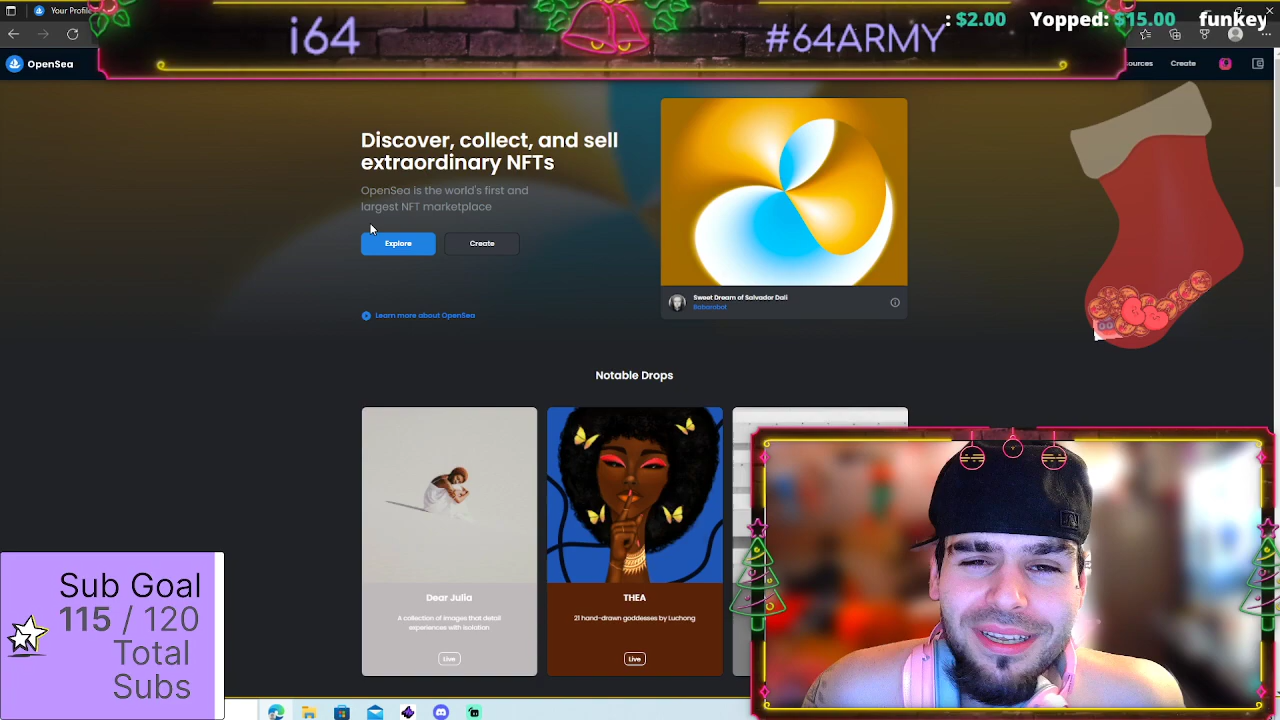 Your Profile
i64
#64ARMY
: $2.00 Yopped: $15.00 funkey
OpenSea
ources
Create
Discover, collect, and sell
extraordinary NFTs
OpenSea is the world's first and
largest NFT marketplace
Explore
Create
Learn more about OpenSea
Sweet Dream of Salvador Dali
Notable Drops
Dear Julia
A collection of images that detail
experiences with isolation
Live
THEA
21 hand-drawn goddesses by Luchong
Live
Sub Goal
115 / 120
Total
Subs